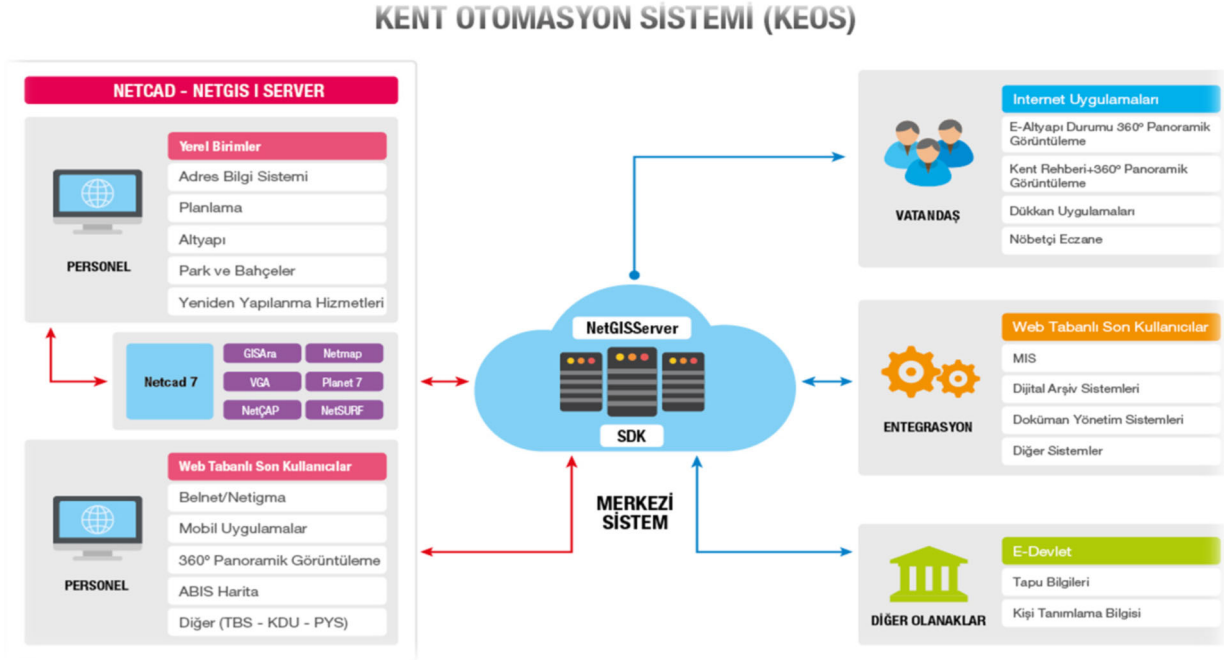 KENT OTOMASYON SİSTEMİ (KEOS)
NETCAD - NETGIS I SERVER
PERSONEL
Yerel Birimler
Adres Bilgi Sistemi
Planlama
Altyapı
Park ve Bahçeler
Yeniden Yapılanma Hizmetleri
Netcad 7
GISAra
Netmap
VGA
Planet 7
NetÇAP
NetSURF
PERSONEL
Web Tabanlı Son Kullanıcılar
Belnet/Netigma
Mobil Uygulamalar
360º Panoramik Görüntüleme
ABIS Harita
Diğer (TBS - KDU - PYS)
NetGISServer
SDK
MERKEZİ
SİSTEM
VATANDAŞ
Internet Uygulamaları
E-Altyapı Durumu 360º Panoramik
Görüntüleme
Kent Rehberi+360º Panoramik
Görüntüleme
Dükkan Uygulamaları
Nöbetçi Eczane
ENTEGRASYON
Web Tabanlı Son Kullanıcılar
MIS
Dijital Arşiv Sistemleri
Doküman Yönetim Sistemleri
Diğer Sistemler
DİĞER OLANAKLAR
E-Devlet
Tapu Bilgileri
Kişi Tanımlama Bilgisi